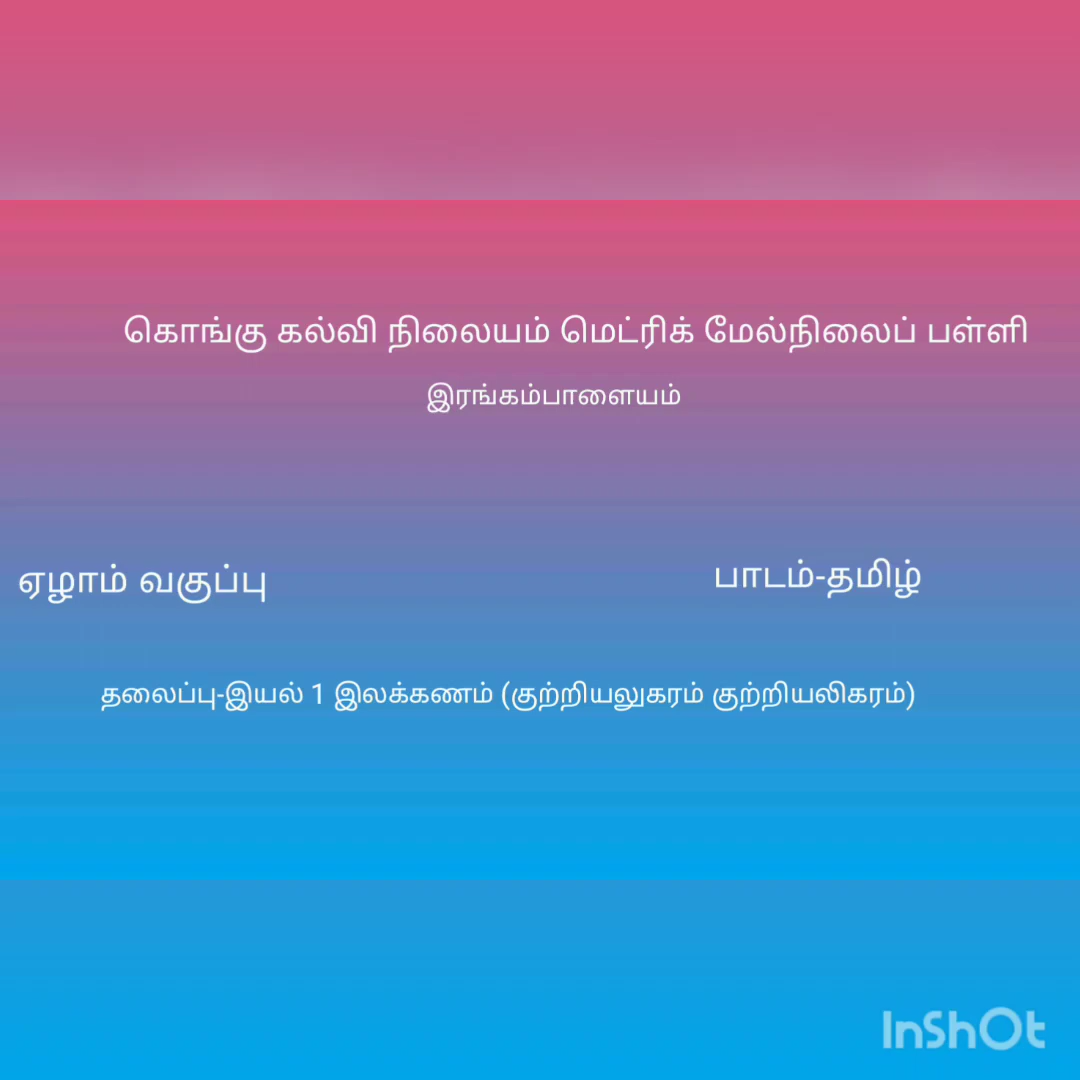 கொங்கு கல்வி நிலையம் மெட்ரிக் மேல்நிலைப் பள்ளி
இரங்கம்பாளையம்
ஏழாம் வகுப்பு
பாடம்-தமிழ்
தலைப்பு-இயல் 1 இலக்கணம் (குற்றியலுகரம் குற்றியலிகரம்)
InShOt